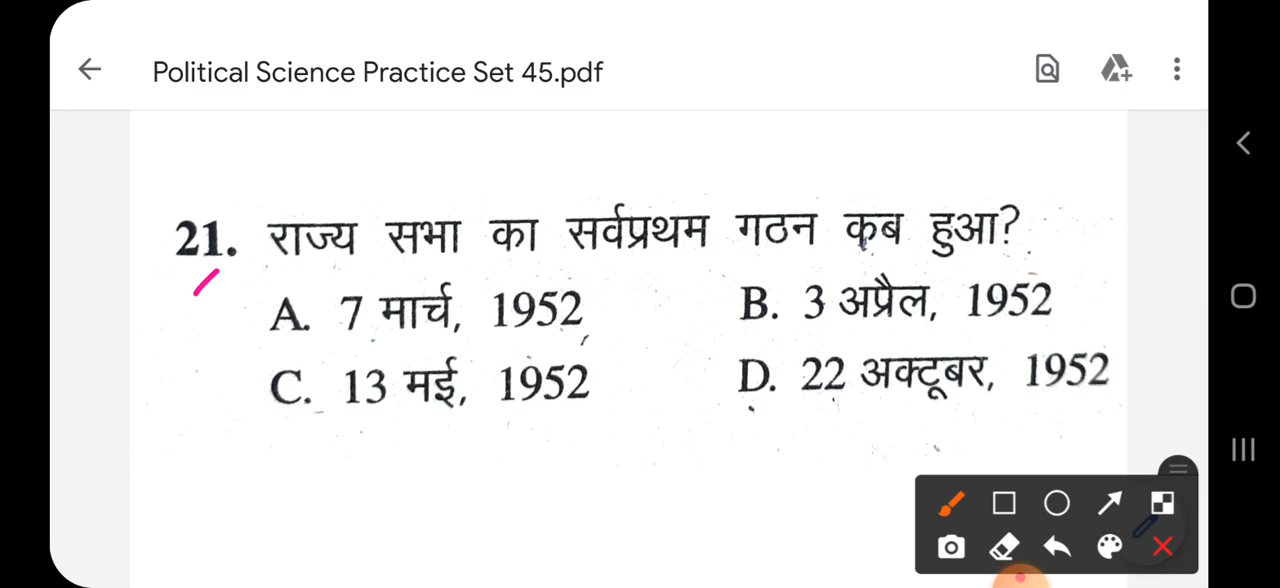 Political Science Practice Set 45.pdf
21. राज्य सभा का सर्वप्रथम गठन कब हुआ?
A. 7 मार्च, 1952 B. 3 अप्रैल, 1952
C. 13 मई, 1952 D. 22 अक्टूबर, 1952